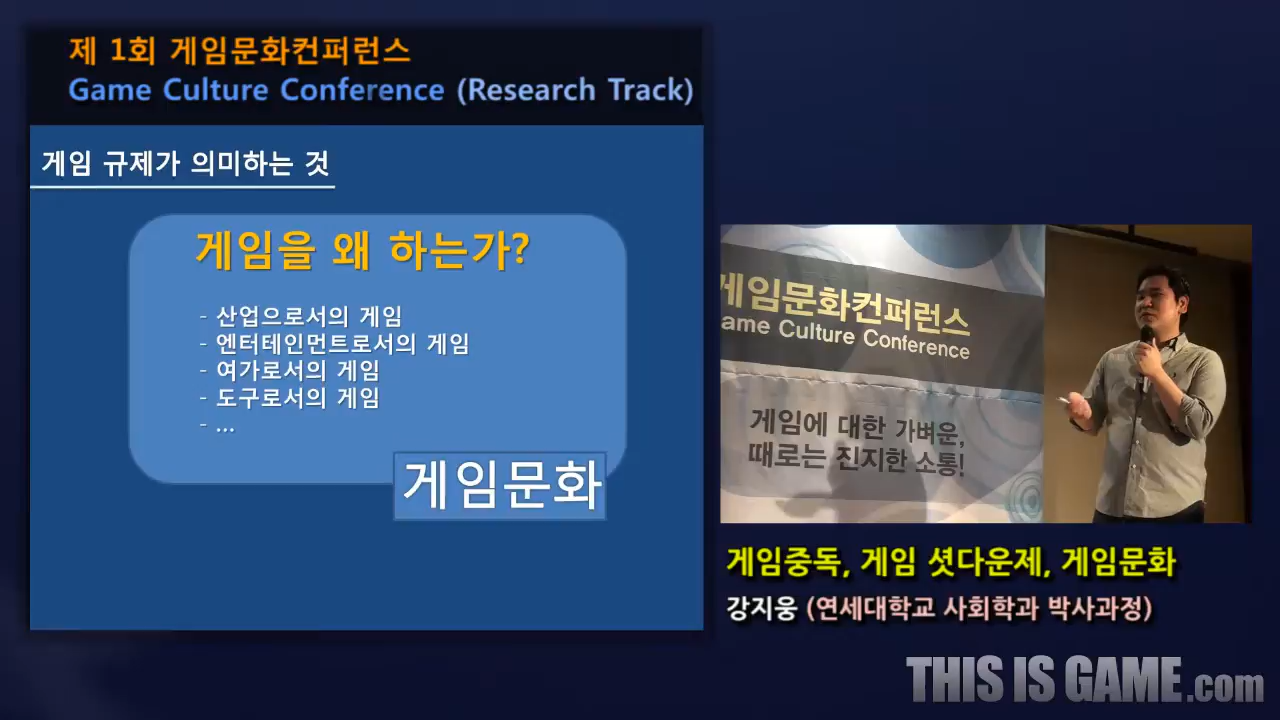 제 1회 게임문화컨퍼런스
Game Culture Conference (Research Track)
게임 규제가 의미하는 것
게임을 왜 하는가?
- 산업으로서의 게임
- 엔터테인먼트로서의 게임
- 여가로서의 게임
- 도구로서의 게임
- ...
게임문화
게임문화컨퍼런스
ame Culture Conference
게임에 대한 가벼운,
때로는 진지한 소통!
게임중독, 게임 셧다운제, 게임문화
강지웅 (연세대학교 사회학과 박사과정)
THIS IS GAME.com